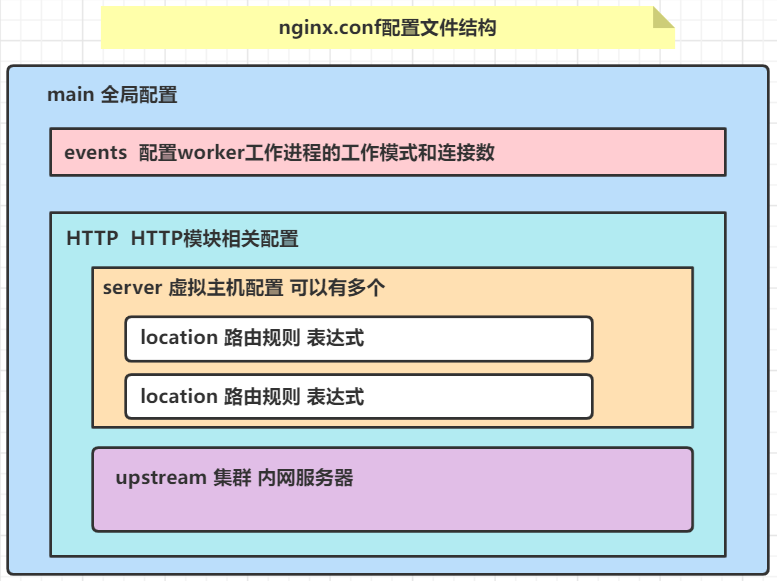 nginx.conf配置文件结构
main 全局配置
events 配置worker工作进程的工作模式和连接数
HTTP HTTP模块相关配置
server 虚拟主机配置 可以有多个
location 路由规则 表达式
location 路由规则 表达式
upstream 集群 内网服务器